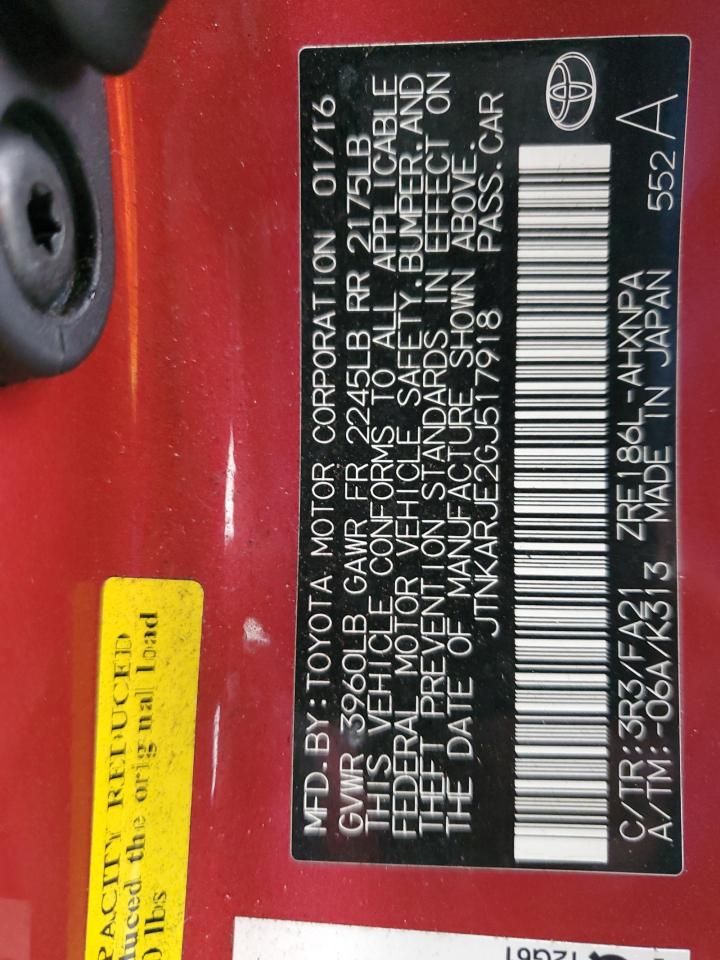 MFD.BY:TOYOTA MOTOR CORPORATION 01/16
GVWR 3960LB GAWR FR 2245LB RR 2175LB
THIS VEHICLE CONFORMS TO ALL APPLICABLE
FEDERAL MOTOR VEHICLE SAFETY,BUMPER,AND
THEFT PREVENTION STANDARDS IN EFFECT ON
THE DATE OF MANUFACTURE SHOWN ABOVE.
JTNKARJE2GJ517918 PASS.CAR
C/TR:3R3/FA21 ZRE186L-AHXNPA 552 A
A/TM:-06A/K313 MADE IN JAPAN
REDUCED
the original load
lbs